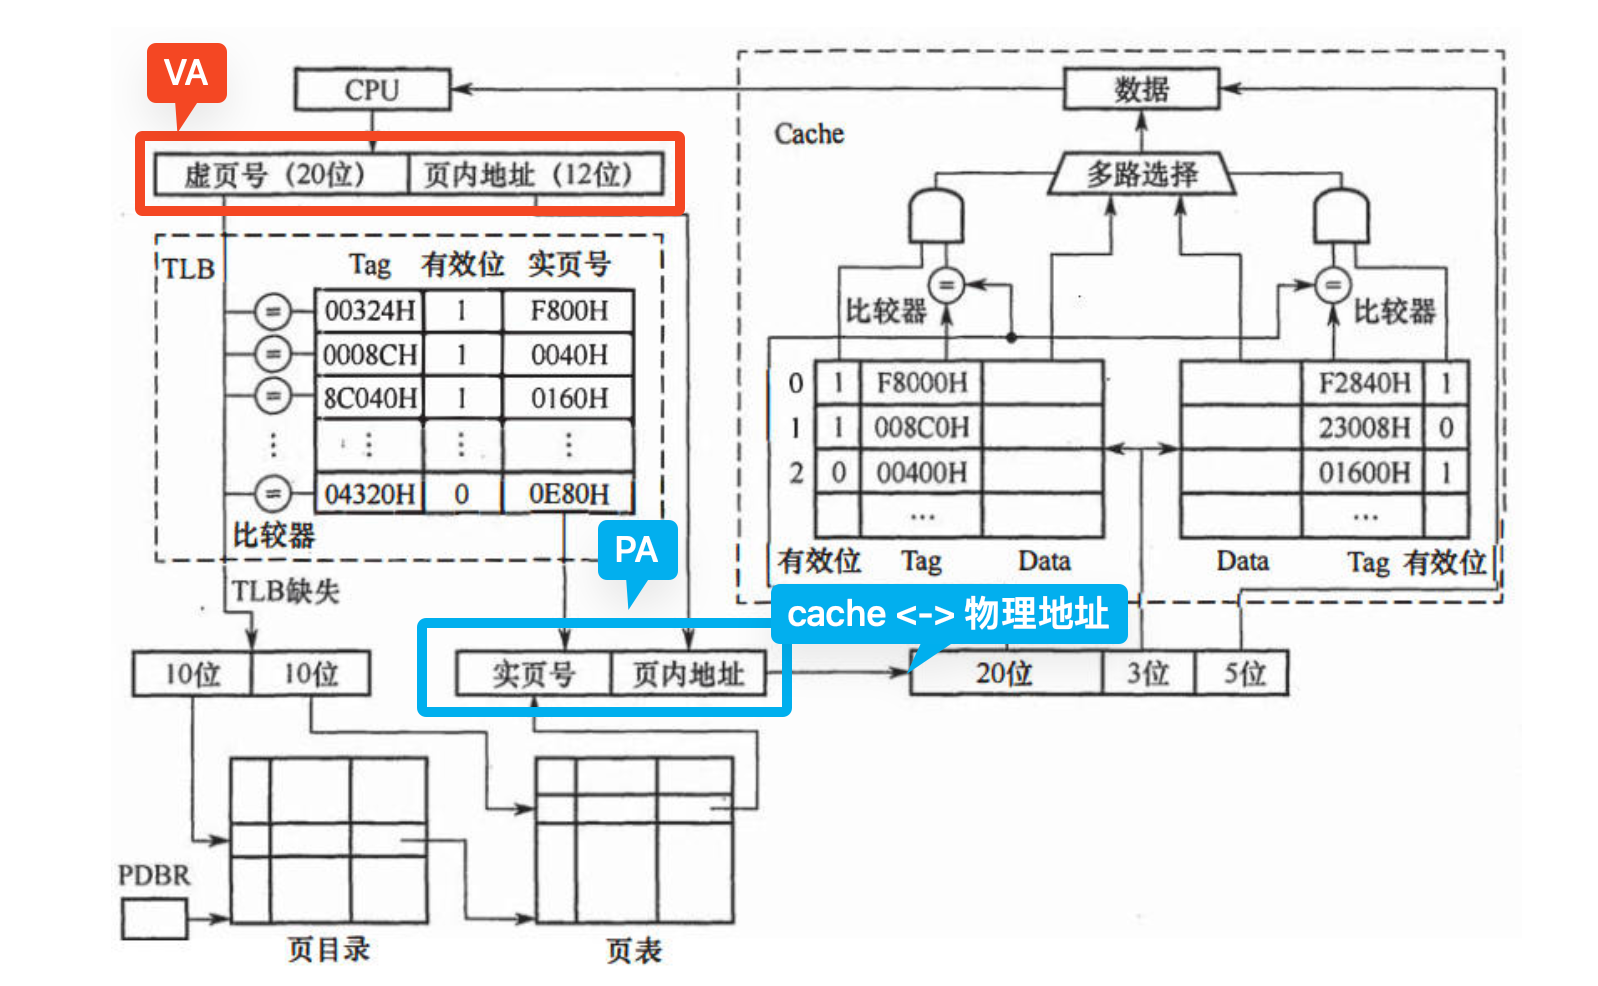 VA
CPU
数据
Cache
虚页号（20位） 页内地址（12位）
多路选择
TLB Tag 有效位 实页号
= 00324H 1 F800H
= 0008CH 1 0040H
= 8C040H 1 0160H
⋮ ⋮ ⋮ ⋮
= 04320H 0 0E80H
比较器
= 比较器
= 比较器
0 1 F8000H F2840H 1
1 1 008C0H 23008H 0
2 0 00400H 01600H 1
… …
有效位 Tag Data Data Tag 有效位
PA
TLB缺失
cache <-> 物理地址
10位 10位
实页号 页内地址
20位 3位 5位
PDBR
页目录
页表